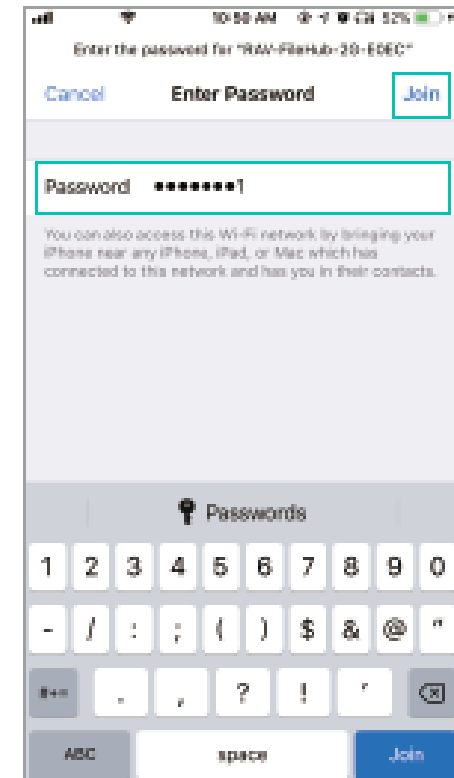 10:50 AM 52%
Enter the password for "RAV-FileHub-2G-E0EC"
Cancel Enter Password Join
Password ●●●●●●●1
You can also access this Wi-Fi network by bringing your
iPhone near any iPhone, iPad, or Mac which has
connected to this network and has you in their contacts.
Passwords
1 2 3 4 5 6 7 8 9 0
- / : ; ( ) $ & @ "
#+= . , ? ! '
ABC space Join